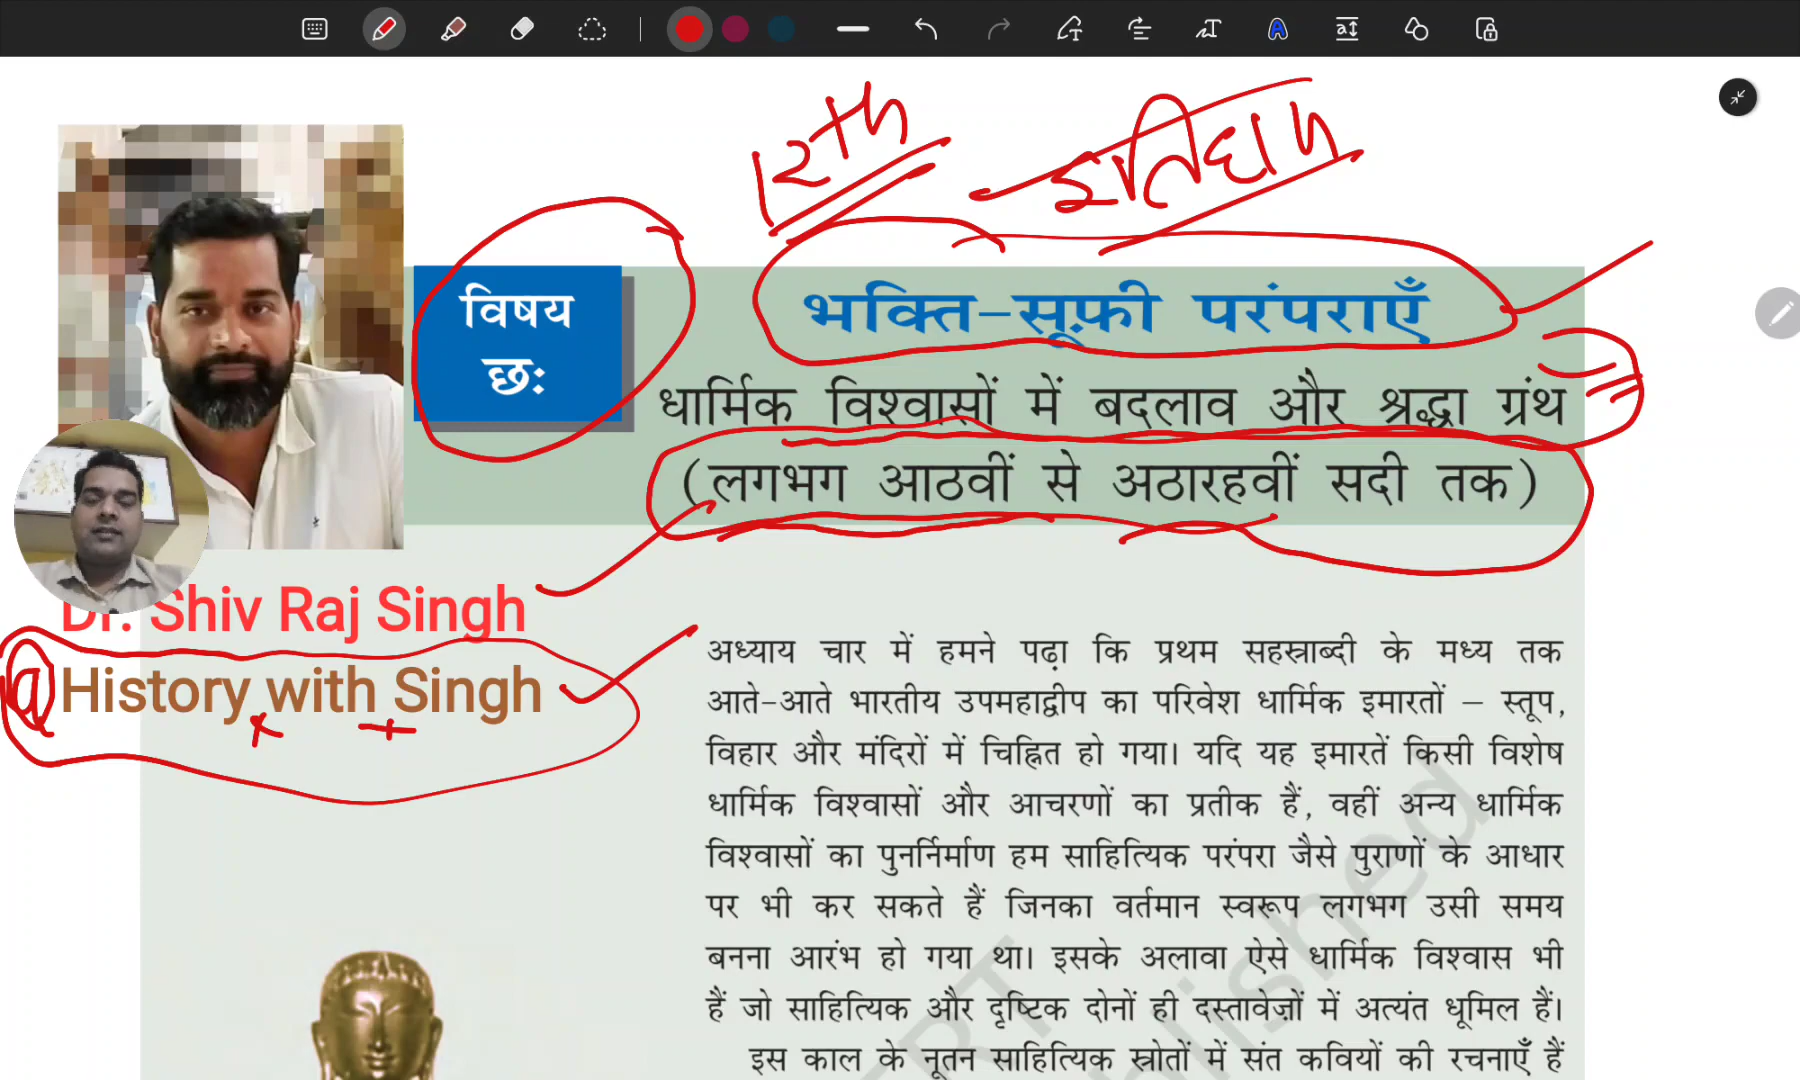 12th इतिहास
विषय
छः
भक्ति–सूफ़ी परंपराएँ
धार्मिक विश्वासों में बदलाव और श्रद्धा ग्रंथ
(लगभग आठवीं से अठारहवीं सदी तक)
Dr. Shiv Raj Singh
@History with Singh
अध्याय चार में हमने पढ़ा कि प्रथम सहस्राब्दी के मध्य तक
आते-आते भारतीय उपमहाद्वीप का परिवेश धार्मिक इमारतों – स्तूप,
विहार और मंदिरों में चिह्नित हो गया। यदि यह इमारतें किसी विशेष
धार्मिक विश्वासों और आचरणों का प्रतीक हैं, वहीं अन्य धार्मिक
विश्वासों का पुनर्निर्माण हम साहित्यिक परंपरा जैसे पुराणों के आधार
पर भी कर सकते हैं जिनका वर्तमान स्वरूप लगभग उसी समय
बनना आरंभ हो गया था। इसके अलावा ऐसे धार्मिक विश्वास भी
हैं जो साहित्यिक और दृष्टिक दोनों ही दस्तावेज़ों में अत्यंत धूमिल हैं।
इस काल के नूतन साहित्यिक स्रोतों में संत कवियों की रचनाएँ हैं